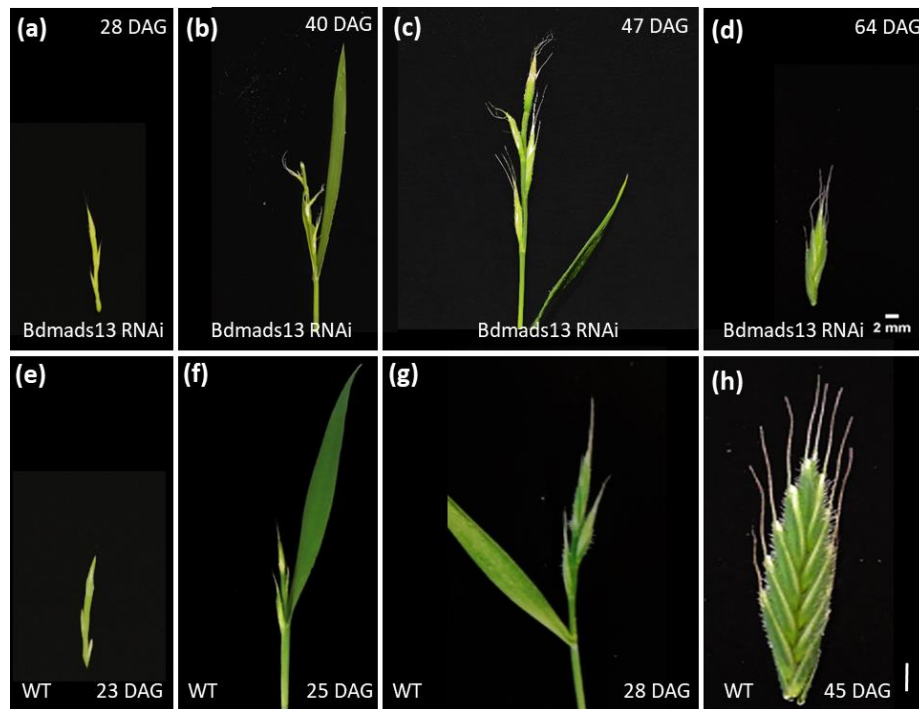 (a) 28 DAG
(b) 40 DAG
(c) 47 DAG
(d) 64 DAG
Bdmads13 RNAi
Bdmads13 RNAi
Bdmads13 RNAi
2 mm
Bdmads13 RNAi
(e)
(f)
(g)
(h)
WT 23 DAG
WT 25 DAG
WT 28 DAG
WT 45 DAG